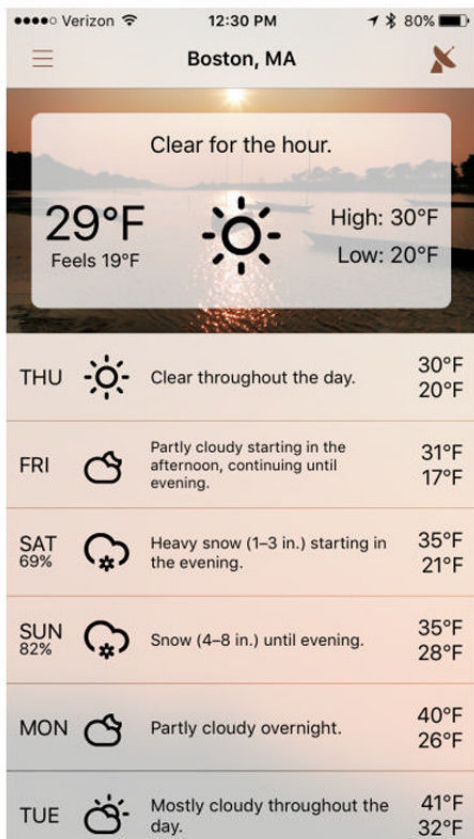 Verizon 12:30 PM 80%
Boston, MA
Clear for the hour.
29°F
Feels 19°F
High: 30°F
Low: 20°F
THU Clear throughout the day. 30°F
20°F
FRI Partly cloudy starting in the
afternoon, continuing until
evening.
31°F
17°F
SAT
69%
Heavy snow (1–3 in.) starting in
the evening.
35°F
21°F
SUN
82%
Snow (4–8 in.) until evening.
35°F
28°F
MON Partly cloudy overnight. 40°F
26°F
TUE Mostly cloudy throughout the
day.
41°F
32°F